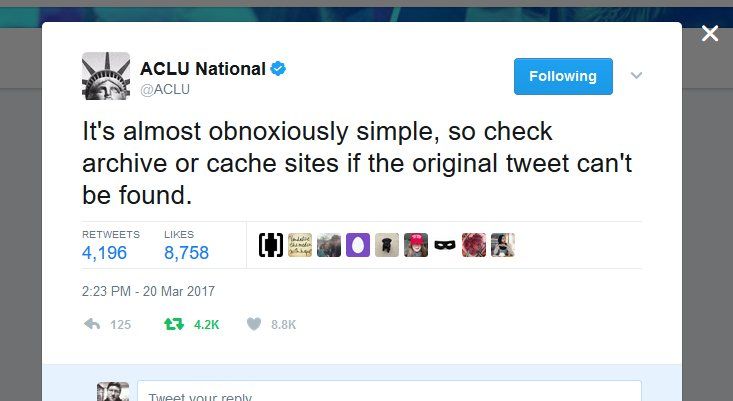 ACLU National
@ACLU
Following
It's almost obnoxiously simple, so check
archive or cache sites if the original tweet can't
be found.
RETWEETS LIKES
4,196 8,758
2:23 PM - 20 Mar 2017
125 4.2K 8.8K
Tweet your reply